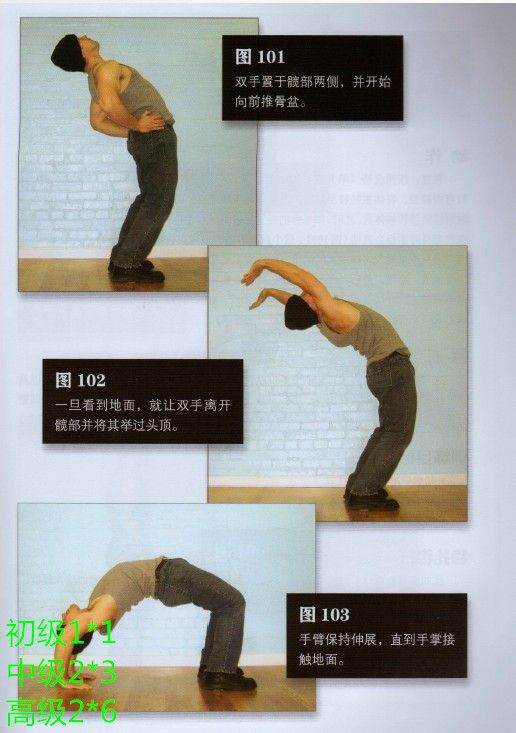 图 101
双手置于髋部两侧，并开始
向前推骨盆。
图 102
一旦看到地面，就让双手离开
髋部并将其举过头顶。
图 103
手臂保持伸展，直到手掌接
触地面。
初级1*1
中级2*3
高级2*6